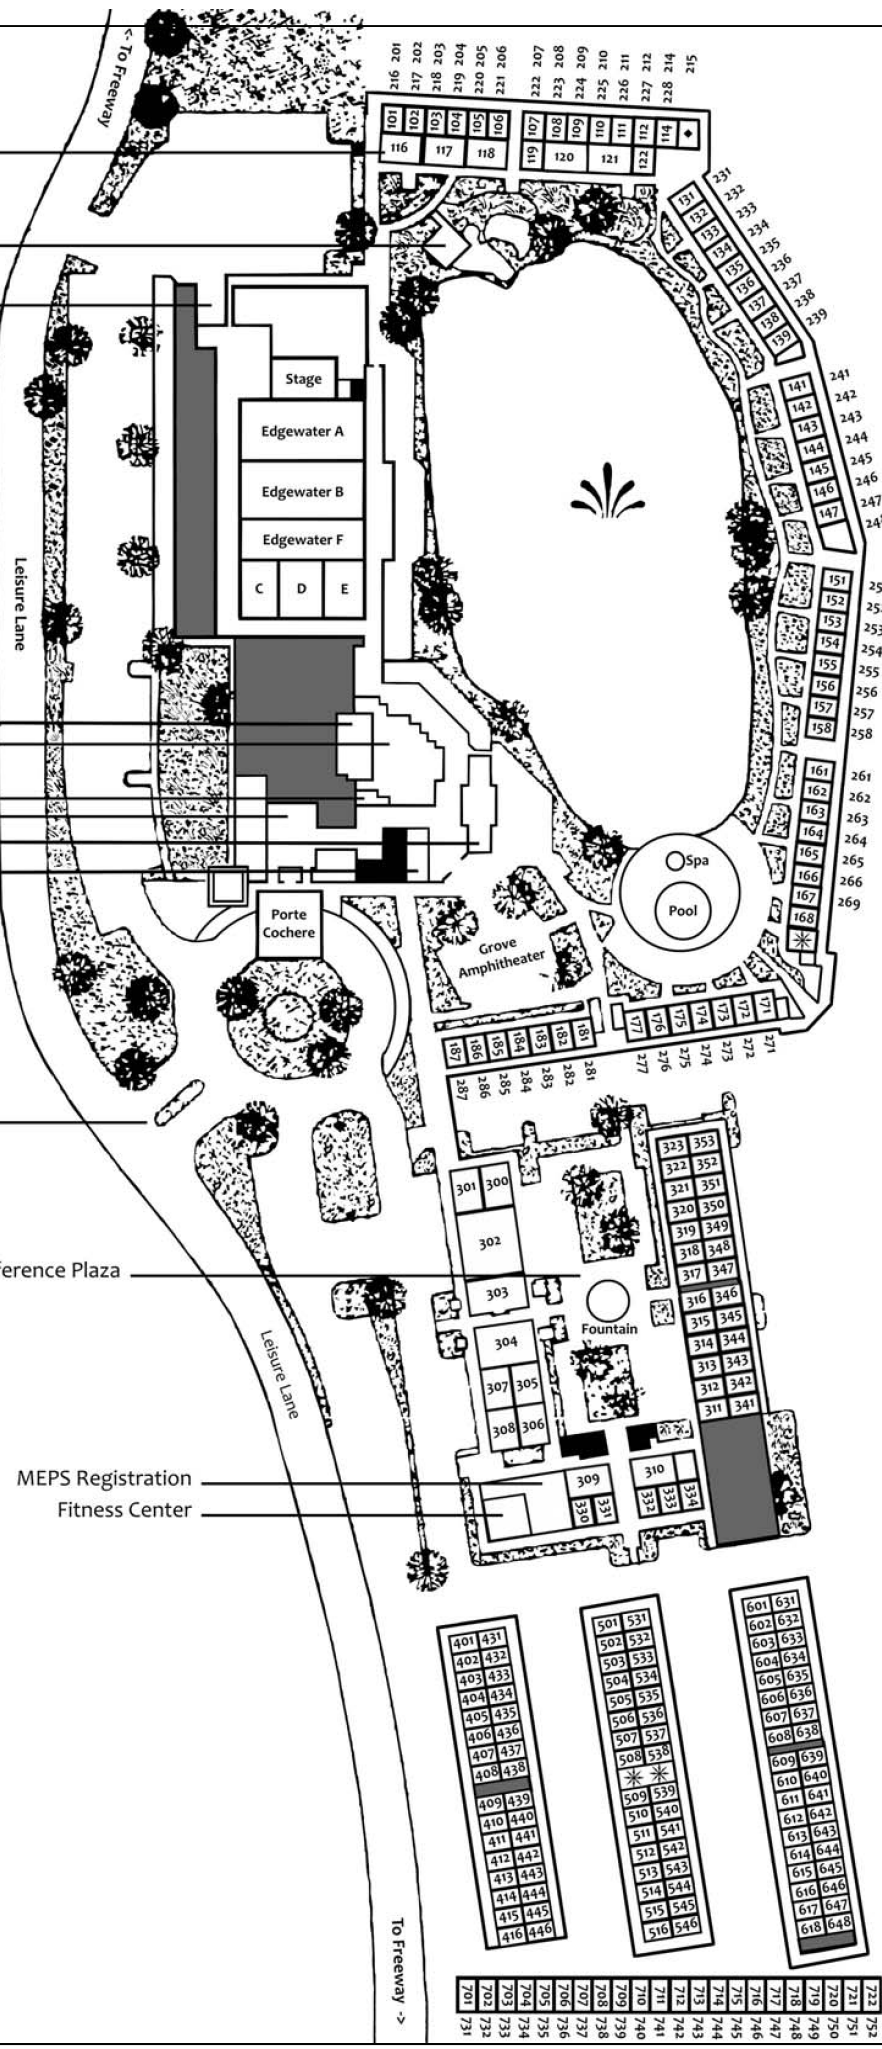 <- To Freeway
201 202 203 204 205 206 207 208 209 210 211 212 214 215
216 217 218 219 220 221 222 223 224 225 226 227 228
101 102 103 104 105 106 107 108 109 110 111 112 114
116 117 118 119 120 121 122
131 132 133 134 135 136 137 138 139
231 232 233 234 235 236 237 238 239
Stage
Edgewater A
Edgewater B
Edgewater F
C D E
141 142 143 144 145 146 147
241 242 243 244 245 246 247
Leisure Lane
151 152 153 154 155 156 157 158
253 254 255 256 257 258
161 162 163 164 165 166 167 168
261 262 263 264 265 266 269
Spa
Pool
Porte
Cochere
Grove
Amphitheater
187 186 185 184 183 182 181
287 286 285 284 283 282 281
177 176 175 174 173 172 171
277 276 275 274 273 272 271
301 300
302
303
304
307 305
308 306
323 353
322 352
321 351
320 350
319 349
318 348
317 347
316 346
315 345
314 344
313 343
312 342
311 341
ference Plaza
Fountain
Leisure Lane
MEPS Registration
Fitness Center
309 310
330 331 332 333 334
401 431
402 432
403 433
404 434
405 435
406 436
407 437
408 438
409 439
410 440
411 441
412 442
413 443
414 444
415 445
416 446
501 531
502 532
503 533
504 534
505 535
506 536
507 537
508 538
509 539
510 540
511 541
512 542
513 543
514 544
515 545
516 546
601 631
602 632
603 633
604 634
605 635
606 636
607 637
608 638
609 639
610 640
611 641
612 642
613 643
614 644
615 645
616 646
617 647
618 648
To Freeway ->
701 702 703 704 705 706 707 708 709 710 711 712 713 714 715 716 717 718 719 720 721 722
731 732 733 734 735 736 737 738 739 740 741 742 743 744 745 746 747 748 749 750 751 752